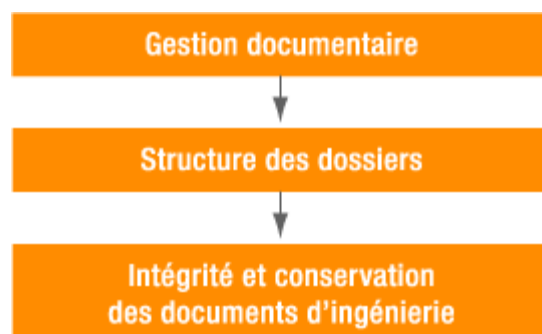 Gestion documentaire
Structure des dossiers
Intégrité et conservation
des documents d'ingénierie